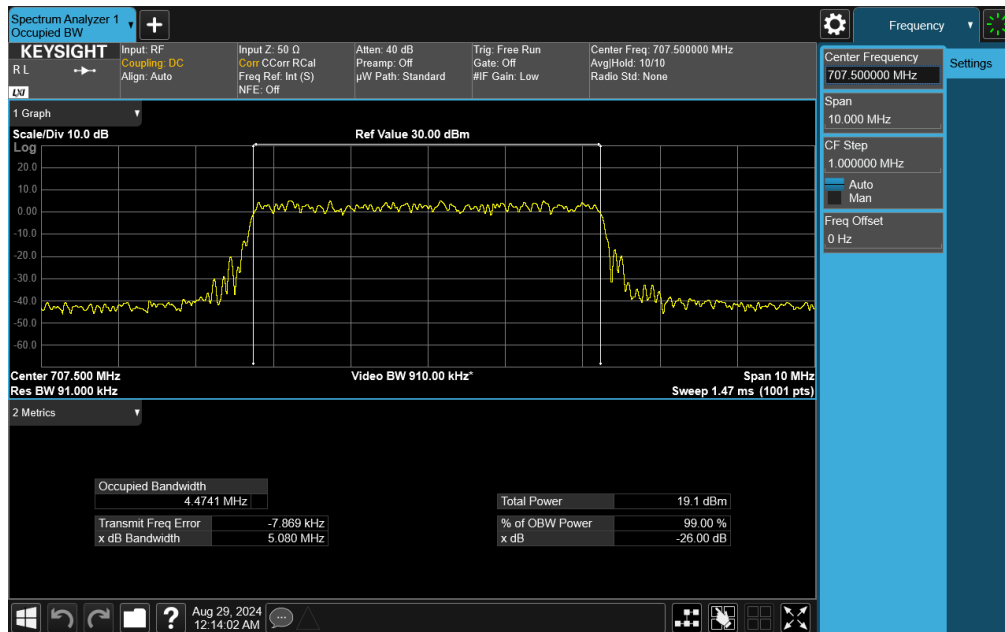 Spectrum Analyzer 1
Occupied BW
Frequency
KEYSIGHT
R L
LXI
Input: RF
Coupling: DC
Align: Auto
Input Z: 50 Ω
Corr CCorr RCal
Freq Ref: Int (S)
NFE: Off
Atten: 40 dB
Preamp: Off
µW Path: Standard
Trig: Free Run
Gate: Off
#IF Gain: Low
Center Freq: 707.500000 MHz
Avg|Hold: 10/10
Radio Std: None
Center Frequency
707.500000 MHz
Settings
Span
10.000 MHz
CF Step
1.000000 MHz
Auto
Man
Freq Offset
0 Hz
1 Graph
Scale/Div 10.0 dB
Ref Value 30.00 dBm
Log
20.0
10.0
0.00
-10.0
-20.0
-30.0
-40.0
-50.0
-60.0
Center 707.500 MHz
Video BW 910.00 kHz*
Span 10 MHz
Res BW 91.000 kHz
Sweep 1.47 ms (1001 pts)
2 Metrics
Occupied Bandwidth
4.4741 MHz
Total Power 19.1 dBm
Transmit Freq Error -7.869 kHz
% of OBW Power 99.00 %
x dB Bandwidth 5.080 MHz
x dB -26.00 dB
Aug 29, 2024
12:14:02 AM